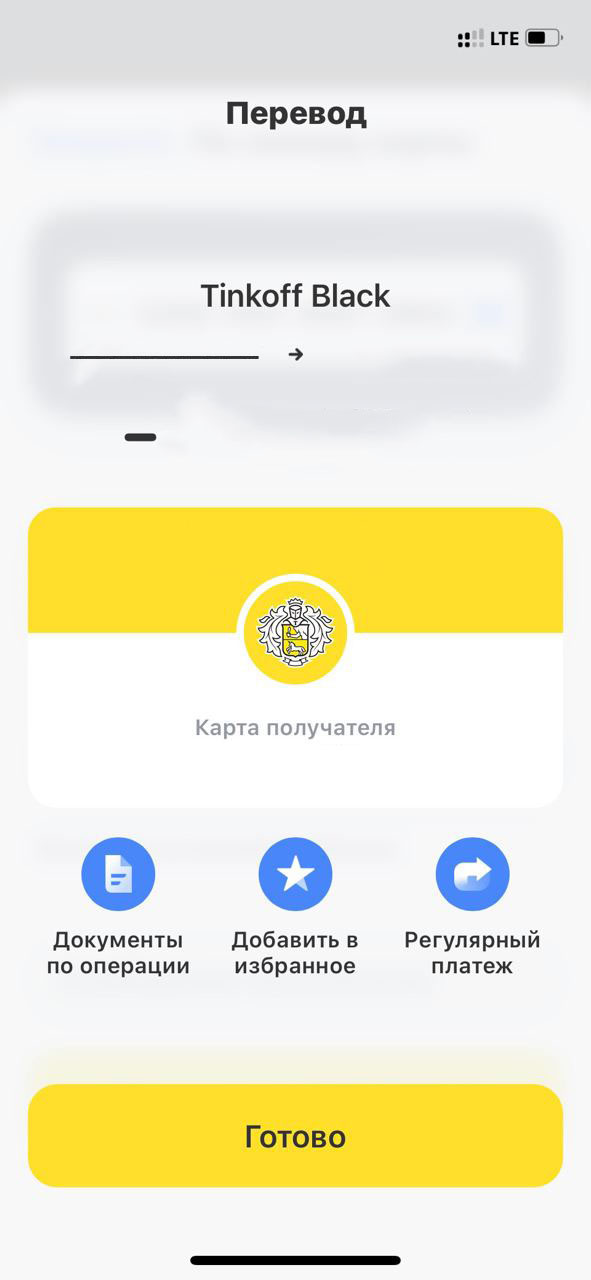 LTE
Перевод
Tinkoff Black
Карта получателя
Документы
по операции
Добавить в
избранное
Регулярный
платеж
Готово